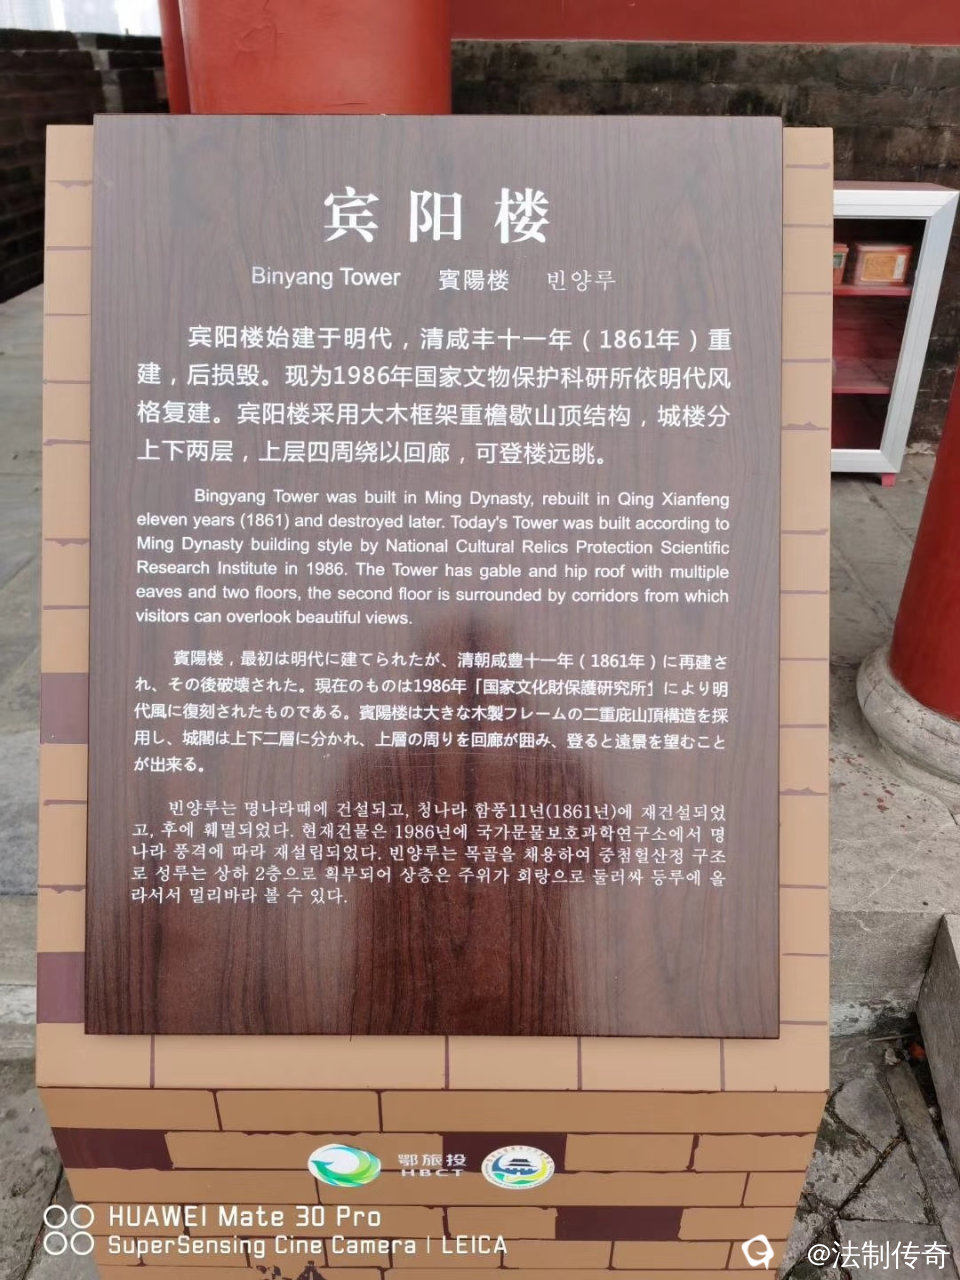 宾阳楼
Binyang Tower 賓陽楼 빈양루
宾阳楼始建于明代，清咸丰十一年（1861年）重
建，后损毁。现为1986年国家文物保护科研所依明代风
格复建。宾阳楼采用大木框架重檐歇山顶结构，城楼分
上下两层，上层四周绕以回廊，可登楼远眺。
Bingyang Tower was built in Ming Dynasty, rebuilt in Qing Xianfeng
eleven years (1861) and destroyed later. Today's Tower was built according to
Ming Dynasty building style by National Cultural Relics Protection Scientific
Research Institute in 1986. The Tower has gable and hip roof with multiple
eaves and two floors, the second floor is surrounded by corridors from which
visitors can overlook beautiful views.
賓陽楼，最初は明代に建てられたが、清朝咸豊十一年（1861年）に再建さ
れ、その後破壊された。現在のものは1986年「国家文化財保護研究所」により明
代風に復刻されたものである。賓陽楼は大きな木製フレームの二重庇山頂構造を採
用し、城閣は上下二層に分かれ、上層の周りを回廊が囲み、登ると遠景を望むこと
が出来る。
빈양루는 명나라때에 건설되고, 청나라 함풍11년(1861년)에 재건설되었
고, 후에 훼멸되었다. 현재건물은 1986년에 국가문물보호과학연구소에서 명
나라 풍격에 따라 재설립되었다. 빈양루는 목골을 채용하여 중첨헐산정 구조
로 성루는 상하 2층으로 획부되어 상층은 주위가 회랑으로 둘러싸 등루에 올
라서서 멀리바라 볼 수 있다.
鄂旅投
HBCT
HUAWEI Mate 30 Pro
SuperSensing Cine Camera | LEICA
@法制传奇